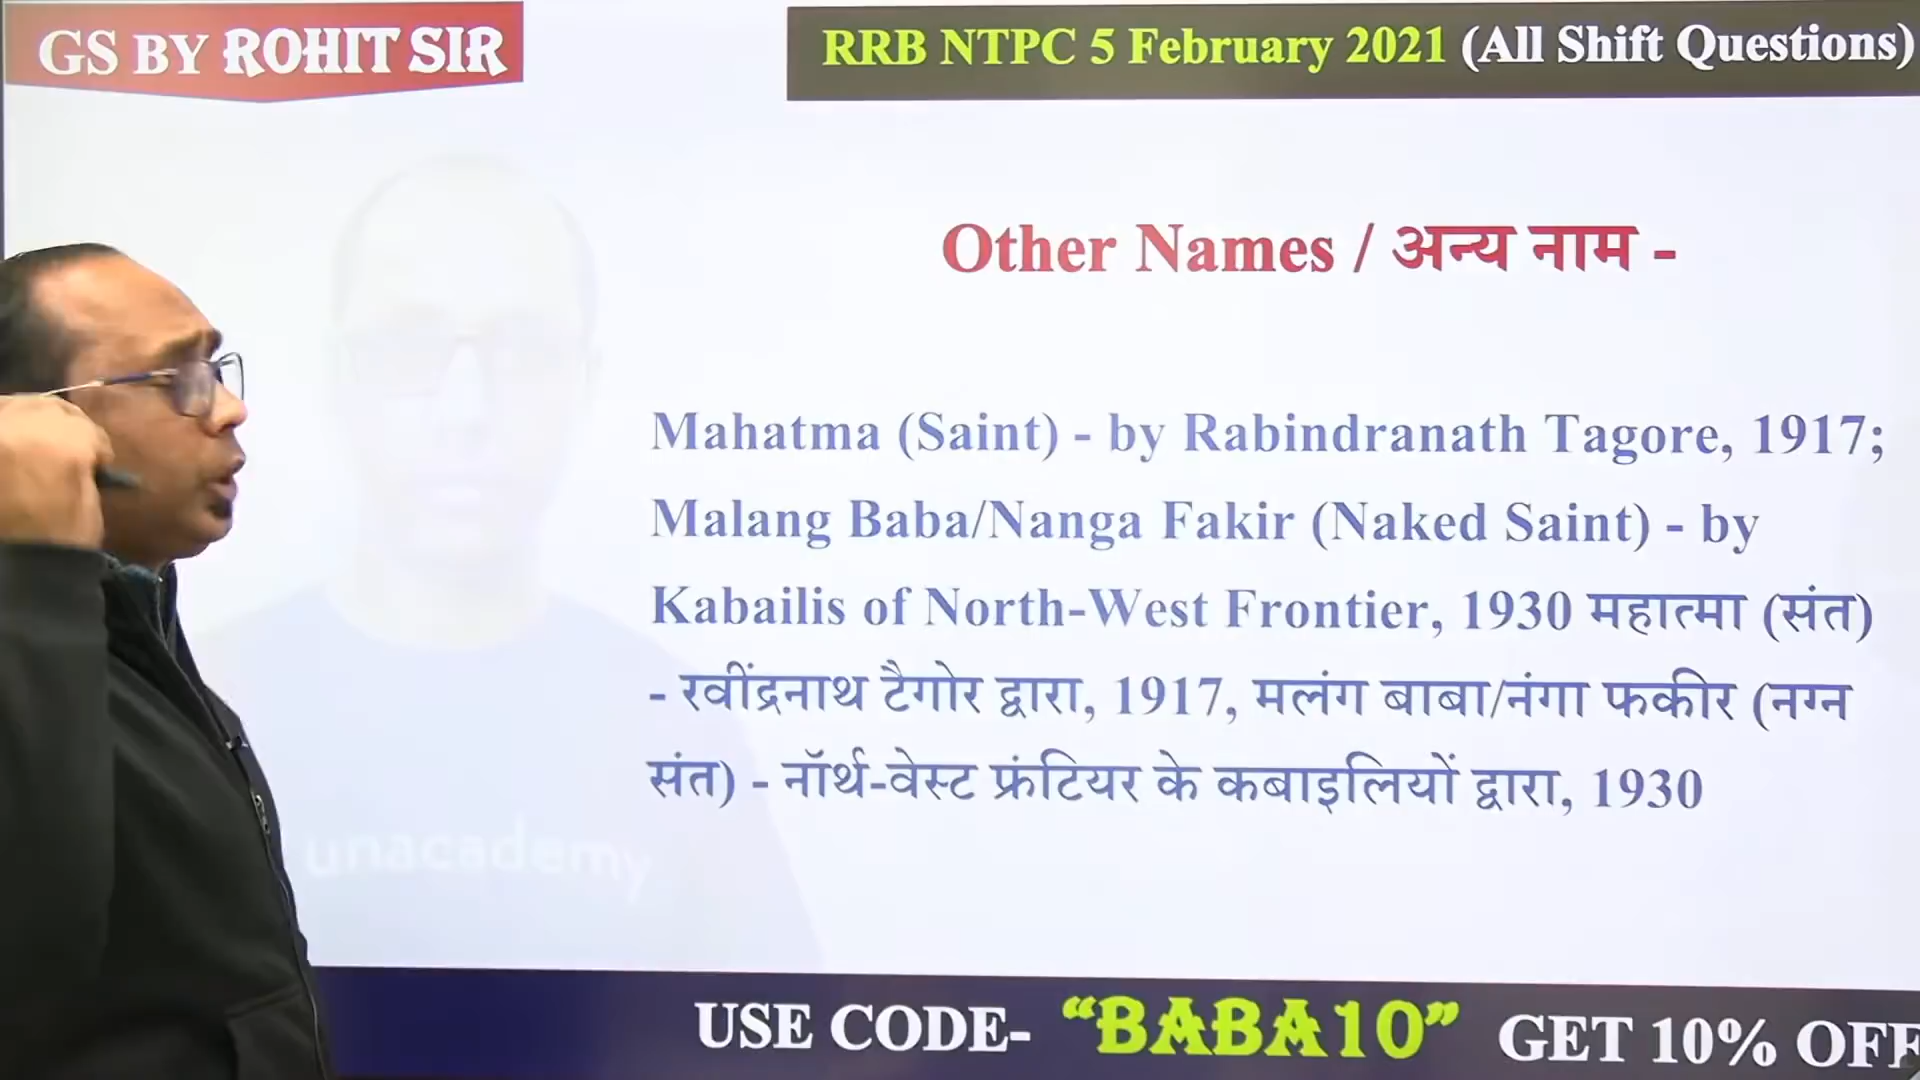 GS BY ROHIT SIR
RRB NTPC 5 February 2021 (All Shift Questions)
Other Names / अन्य नाम -
Mahatma (Saint) - by Rabindranath Tagore, 1917;
Malang Baba/Nanga Fakir (Naked Saint) - by
Kabailis of North-West Frontier, 1930 महात्मा (संत)
- रवींद्रनाथ टैगोर द्वारा, 1917, मलंग बाबा/नंगा फकीर (नग्न
संत) - नॉर्थ-वेस्ट फ्रंटियर के कबाइलियों द्वारा, 1930
unacademy
USE CODE- “BABA10” GET 10% OFF